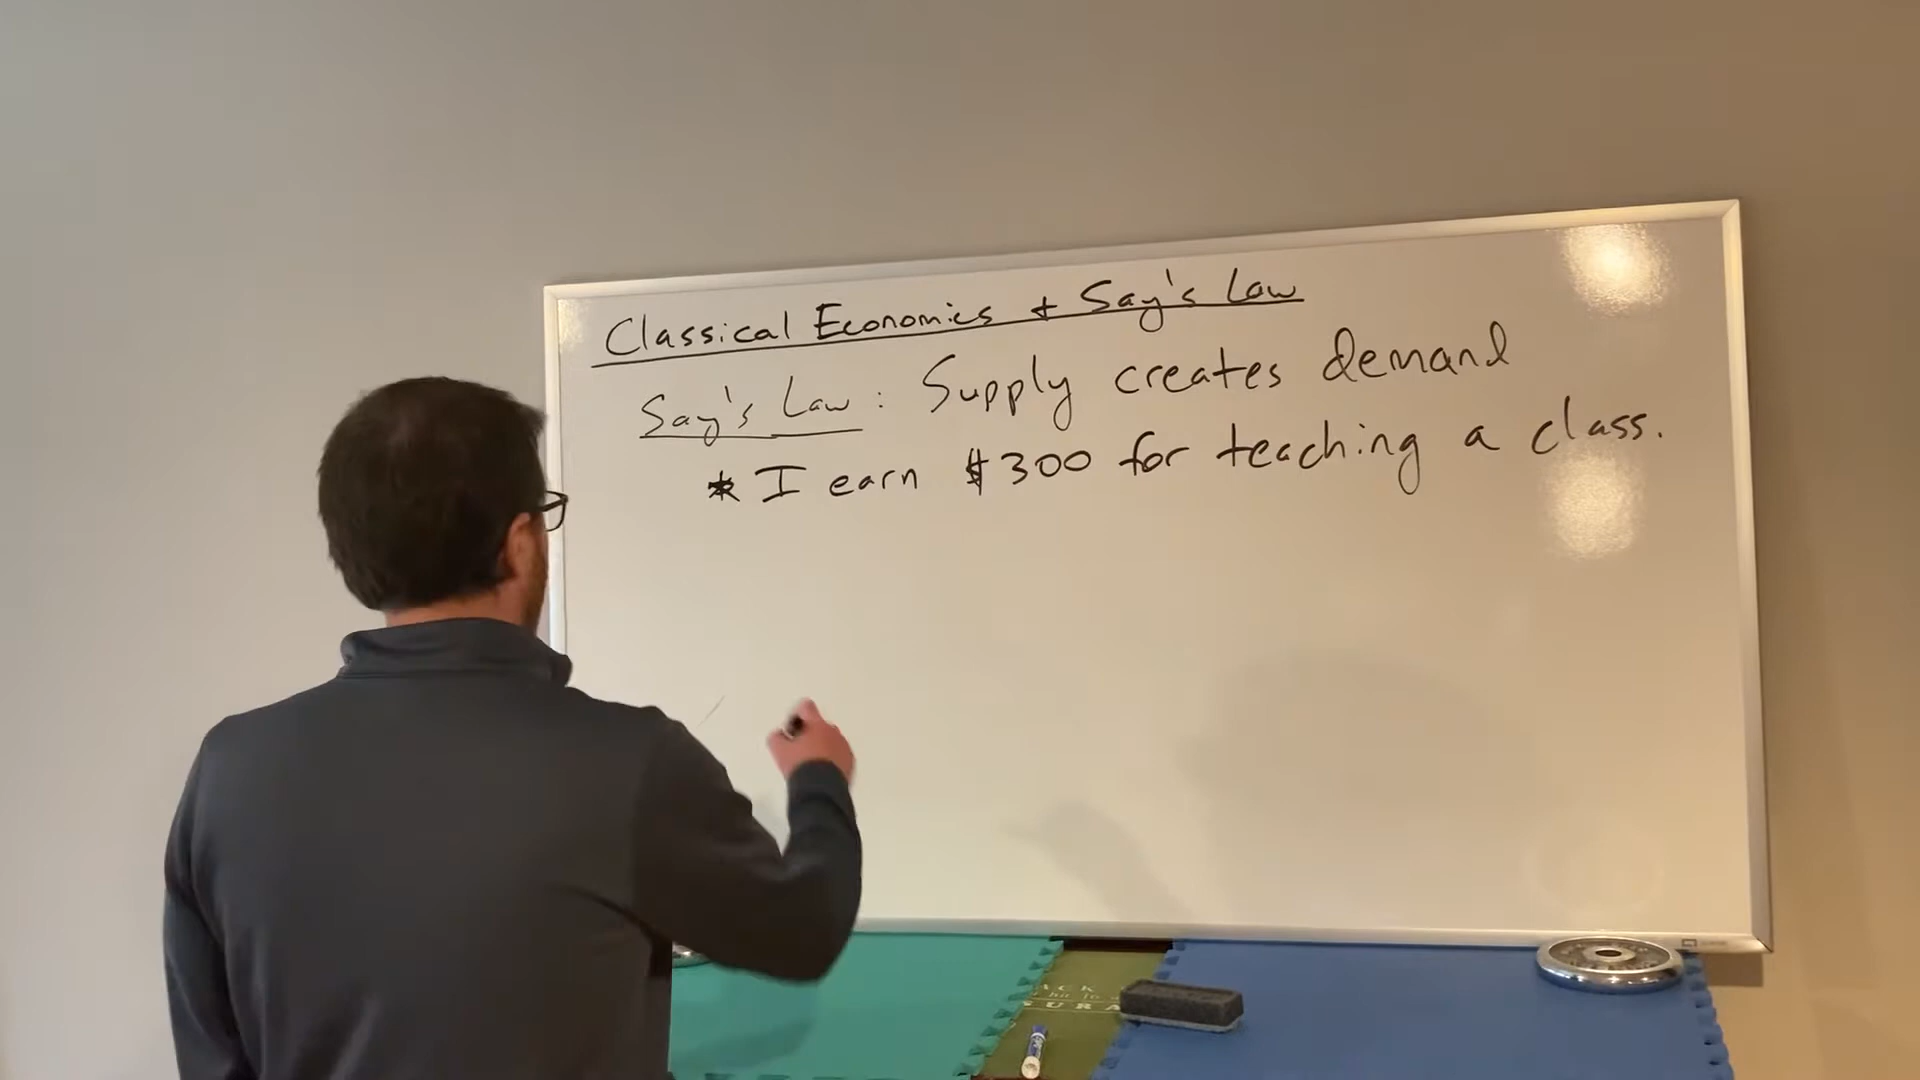 Classical Economics + Say's Law
Say's Law: Supply creates demand
* I earn $300 for teaching a class.